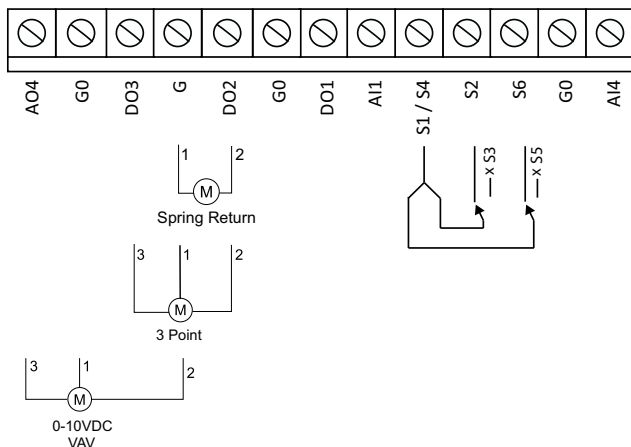 AO4 G0 DO3 G DO2 G0 DO1 AI1 S1 / S4 S2 S6 G0 AI4
x S3
x S5
1 2
M
Spring Return
3 1 2
M
3 Point
3 1 2
M
0-10VDC
VAV